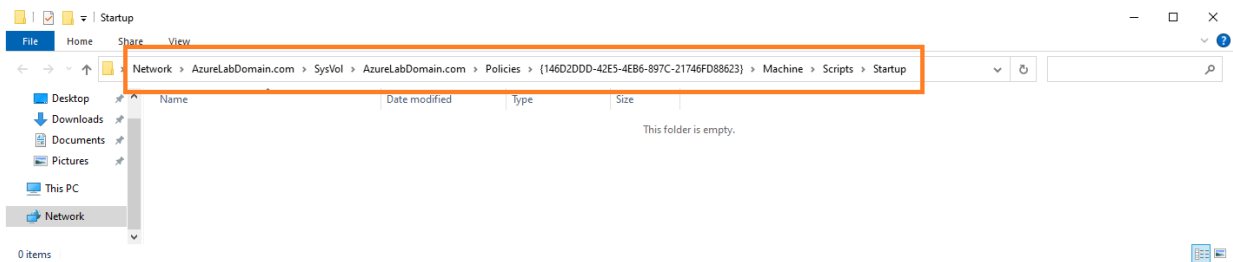 Startup
File Home Share View
Network > AzureLabDomain.com > SysVol > AzureLabDomain.com > Policies > {146D2DDD-42E5-4EB6-897C-21746FD88623} > Machine > Scripts > Startup
Name Date modified Type Size
Desktop
This folder is empty.
Downloads
Documents
Pictures
This PC
Network
0 items